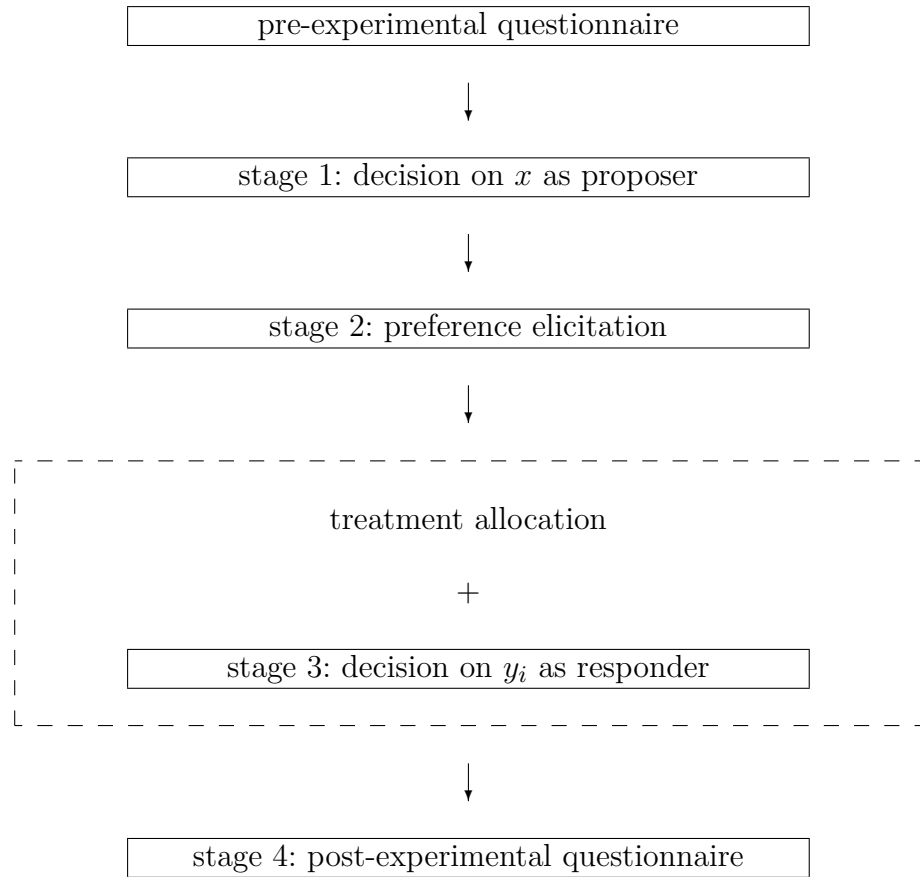 pre-experimental questionnaire
stage 1: decision on x as proposer
stage 2: preference elicitation
treatment allocation
+
stage 3: decision on y_i as responder
stage 4: post-experimental questionnaire